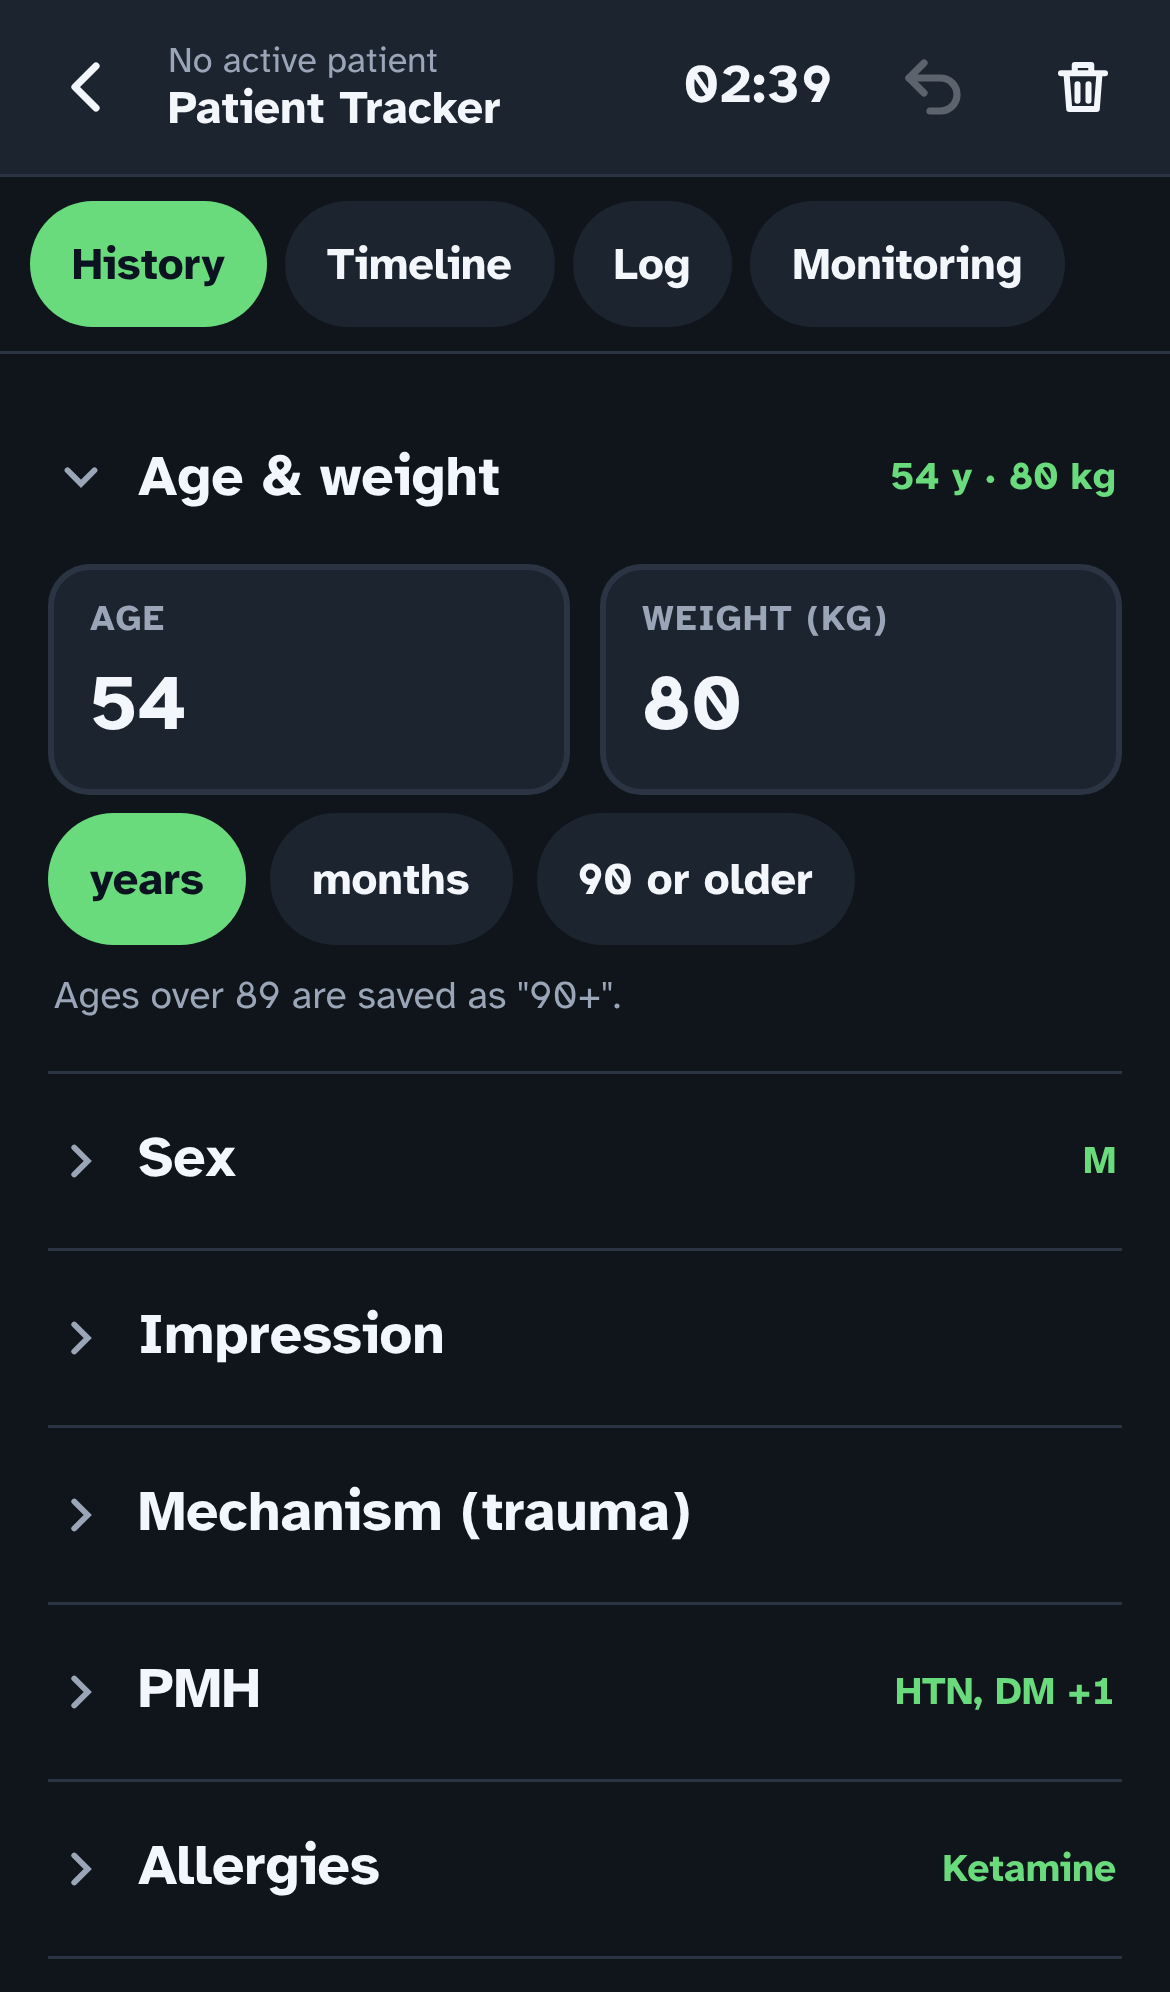 No active patient
Patient Tracker
02:39
History
Timeline
Log
Monitoring
Age & weight
54 y · 80 kg
AGE
54
WEIGHT (KG)
80
years
months
90 or older
Ages over 89 are saved as "90+".
Sex
M
Impression
Mechanism (trauma)
PMH
HTN, DM +1
Allergies
Ketamine